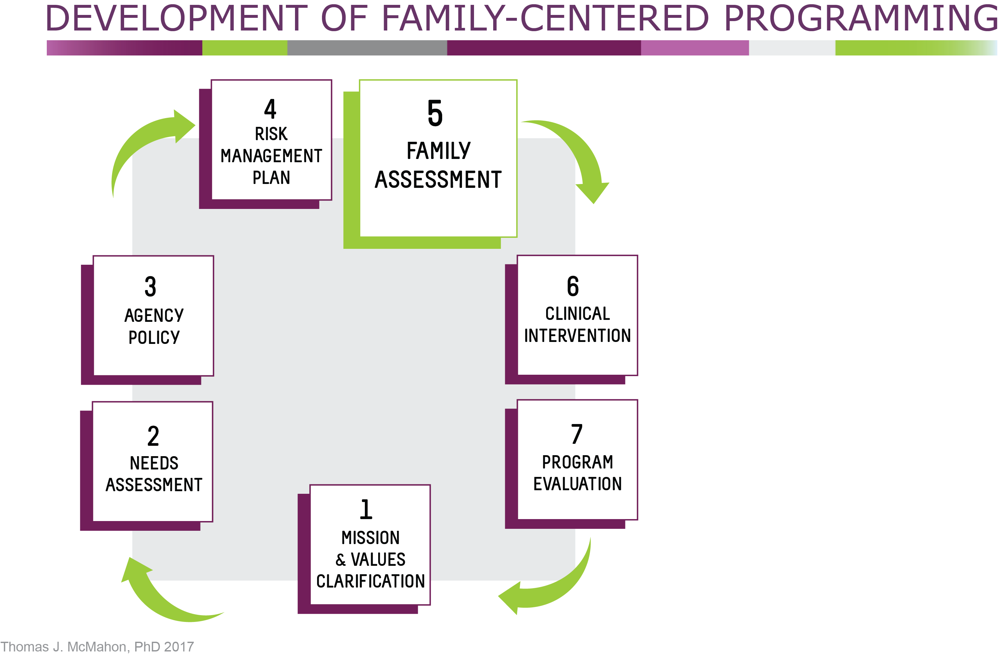 DEVELOPMENT OF FAMILY-CENTERED PROGRAMMING
4
RISK
MANAGEMENT
PLAN
5
FAMILY
ASSESSMENT
3
AGENCY
POLICY
6
CLINICAL
INTERVENTION
2
NEEDS
ASSESSMENT
7
PROGRAM
EVALUATION
1
MISSION
& VALUES
CLARIFICATION
Thomas J. McMahon, PhD 2017